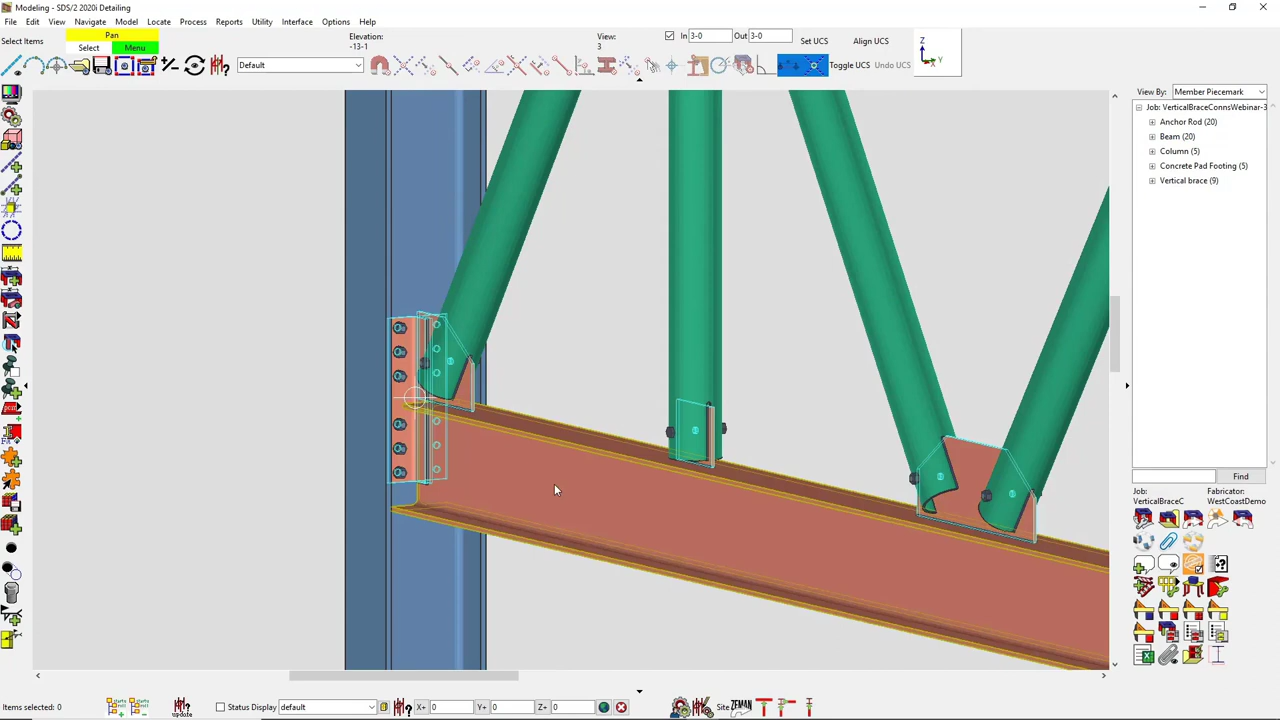 Modeling - SDS/2 2020i Detailing
File Edit View Navigate Model Locate Process Reports Utility Interface Options Help
Pan
Select Items Select Menu
Elevation:
-13-1
View:
3
In 3-0 Out 3-0 Set UCS Align UCS
Z
Y
X
Default
Toggle UCS Undo UCS
View By: Member Piecemark
Job: VerticalBraceConnsWebinar-3
Anchor Rod (20)
Beam (20)
Column (5)
Concrete Pad Footing (5)
Vertical brace (9)
Find
Job: Fabricator:
VerticalBraceC WestCoastDemo
Items selected: 0
update
Status Display default
X+ 0 Y+ 0 Z+ 0
Site ZEMAN